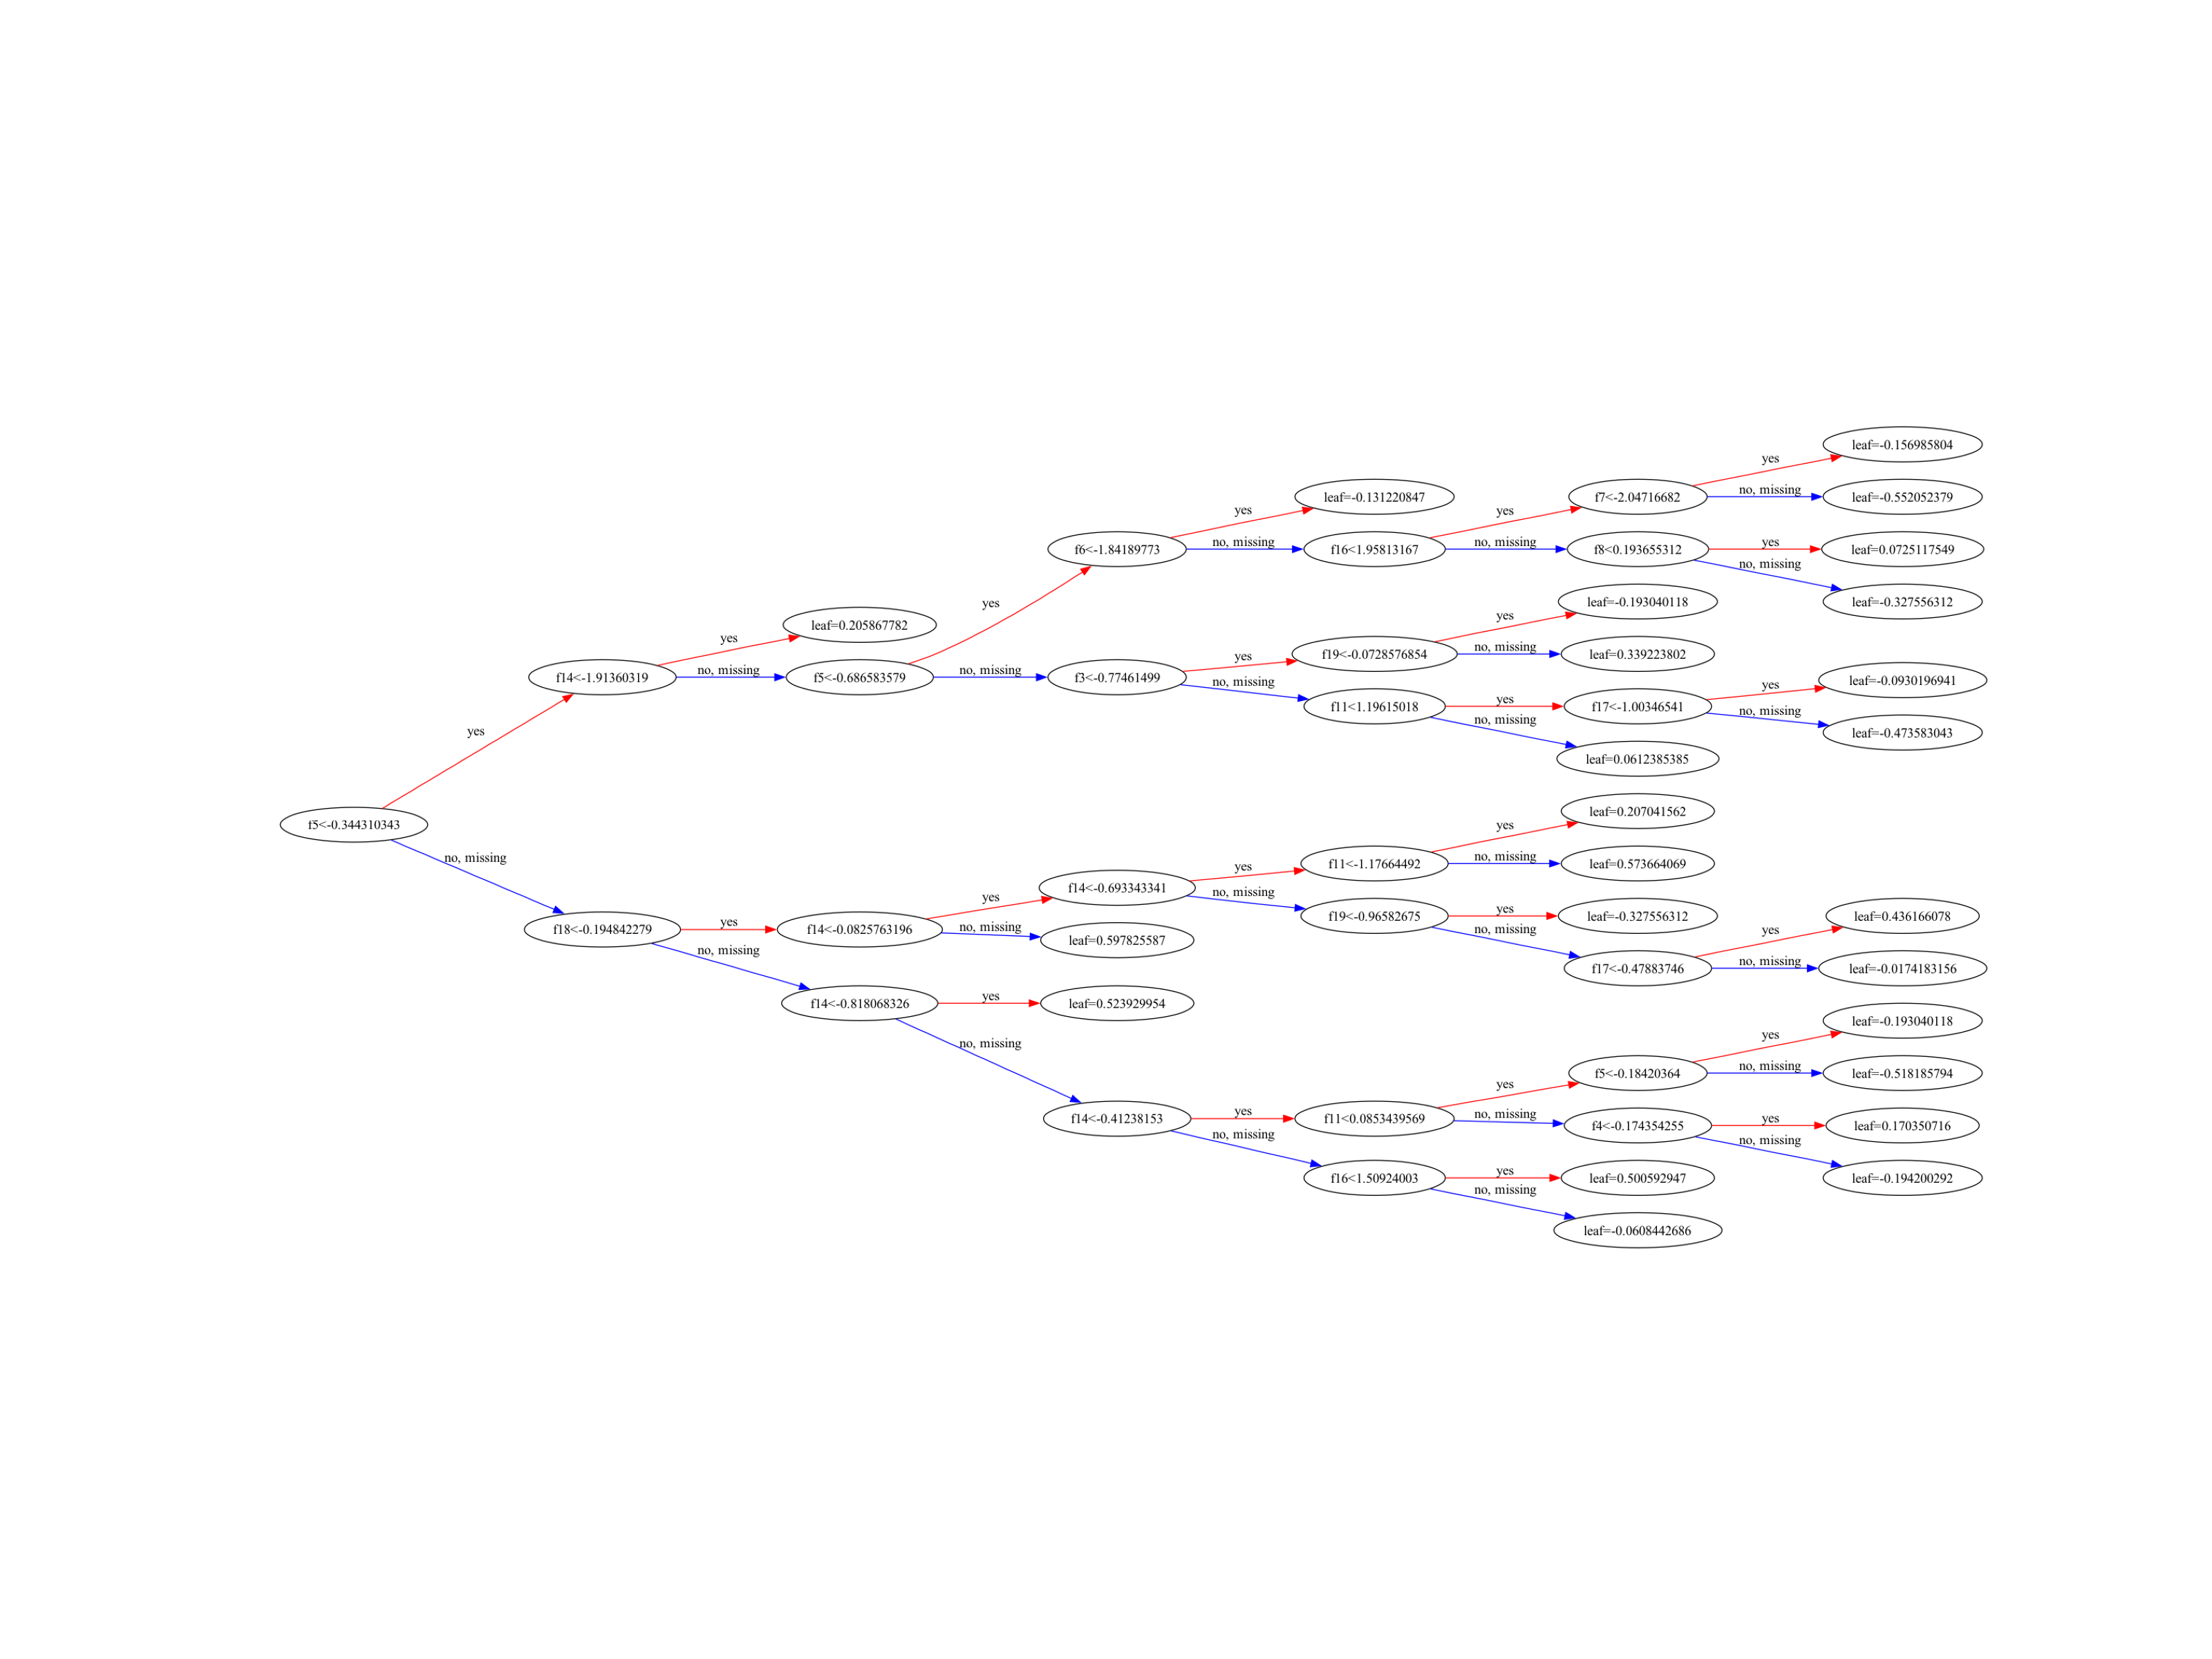 leaf=-0.156985804
yes
f7<-2.04716682
no, missing
leaf=-0.552052379
leaf=-0.131220847
yes
yes
f6<-1.84189773
no, missing
f16<1.95813167
no, missing
f8<0.193655312
yes
leaf=0.0725117549
no, missing
leaf=-0.327556312
yes
leaf=-0.193040118
yes
leaf=0.205867782
yes
f19<-0.0728576854
no, missing
leaf=0.339223802
yes
f14<-1.91360319
no, missing
f5<-0.686583579
no, missing
f3<-0.77461499
no, missing
leaf=-0.0930196941
yes
f11<1.19615018
yes
f17<-1.00346541
no, missing
leaf=-0.473583043
no, missing
leaf=0.0612385385
yes
f5<-0.344310343
no, missing
leaf=0.207041562
yes
f11<-1.17664492
no, missing
leaf=0.573664069
yes
f14<-0.693343341
no, missing
yes
f19<-0.96582675
yes
leaf=-0.327556312
leaf=0.436166078
yes
no, missing
f18<-0.194842279
yes
f14<-0.0825763196
no, missing
leaf=0.597825587
f17<-0.47883746
no, missing
leaf=-0.0174183156
no, missing
f14<-0.818068326
yes
leaf=0.523929954
leaf=-0.193040118
yes
no, missing
f5<-0.18420364
no, missing
leaf=-0.518185794
yes
f14<-0.41238153
yes
f11<0.0853439569
no, missing
f4<-0.174354255
yes
leaf=0.170350716
no, missing
no, missing
f16<1.50924003
yes
leaf=0.500592947
leaf=-0.194200292
no, missing
leaf=-0.0608442686